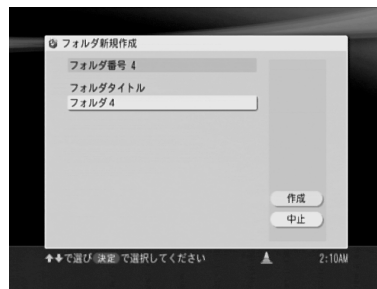 フォルダ新規作成
フォルダ番号 4
フォルダタイトル
フォルダ4
作成
中止
で選び 決定 で選択してください
2:10AM